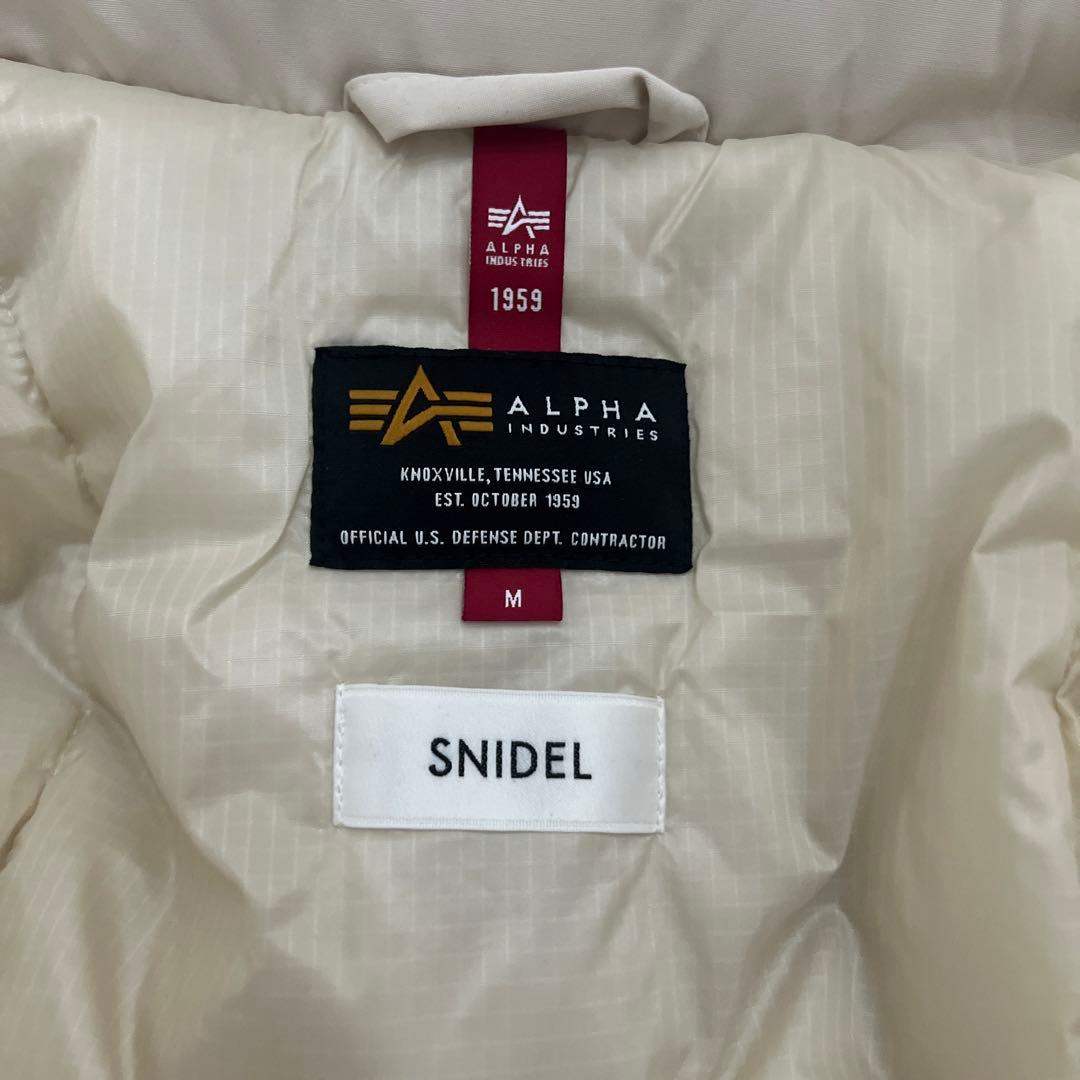 ALPHA
INDUSTRIES
1959
ALPHA
INDUSTRIES
KNOXVILLE, TENNESSEE USA
EST. OCTOBER 1959
OFFICIAL U.S. DEFENSE DEPT. CONTRACTOR
M
SNIDEL